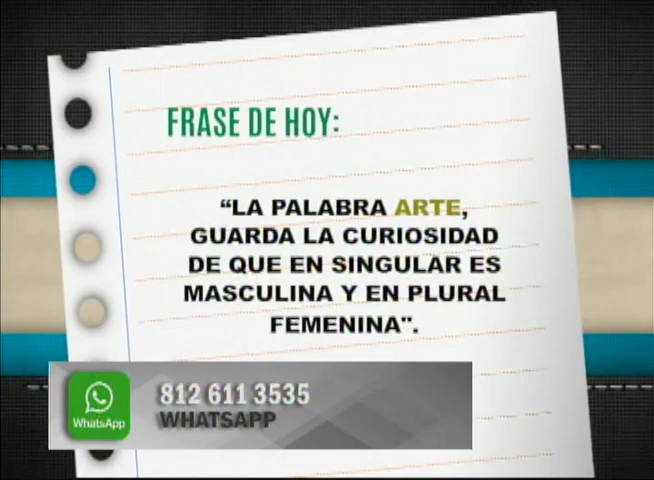 FRASE DE HOY:
“LA PALABRA ARTE,
GUARDA LA CURIOSIDAD
DE QUE EN SINGULAR ES
MASCULINA Y EN PLURAL
FEMENINA".
812 611 3535
WHATSAPP
WhatsApp